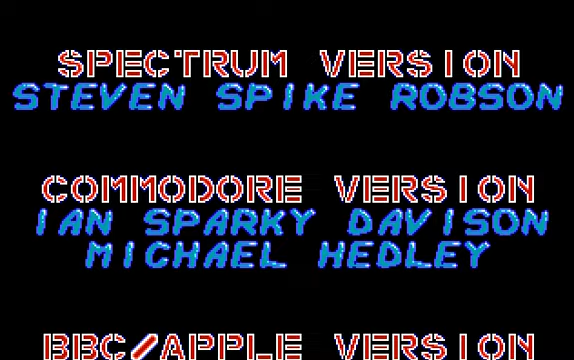 SPECTRUM VERSION
STEVEN SPIKE ROBSON
COMMODORE VERSION
IAN SPARKY DAVISON
MICHAEL HEDLEY
BBC/APPLE VERSION